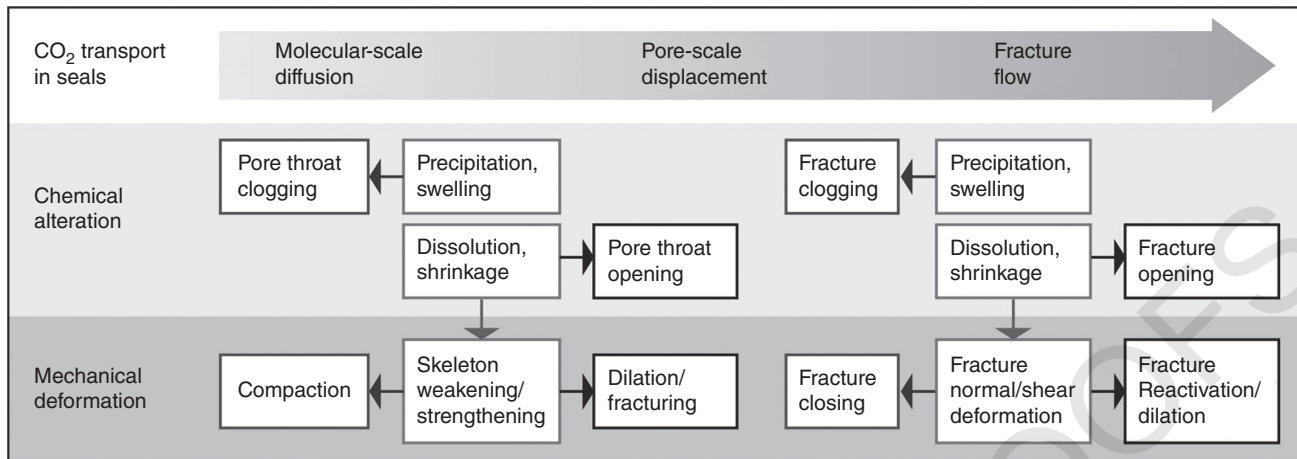 CO2 transport
in seals
Molecular-scale
diffusion
Pore-scale
displacement
Fracture
flow
Chemical
alteration
Pore throat
clogging
Precipitation,
swelling
Dissolution,
shrinkage
Pore throat
opening
Fracture
clogging
Precipitation,
swelling
Dissolution,
shrinkage
Fracture
opening
Mechanical
deformation
Compaction
Skeleton
weakening/
strengthening
Dilation/
fracturing
Fracture
closing
Fracture
normal/shear
deformation
Fracture
Reactivation/
dilation
OOFS